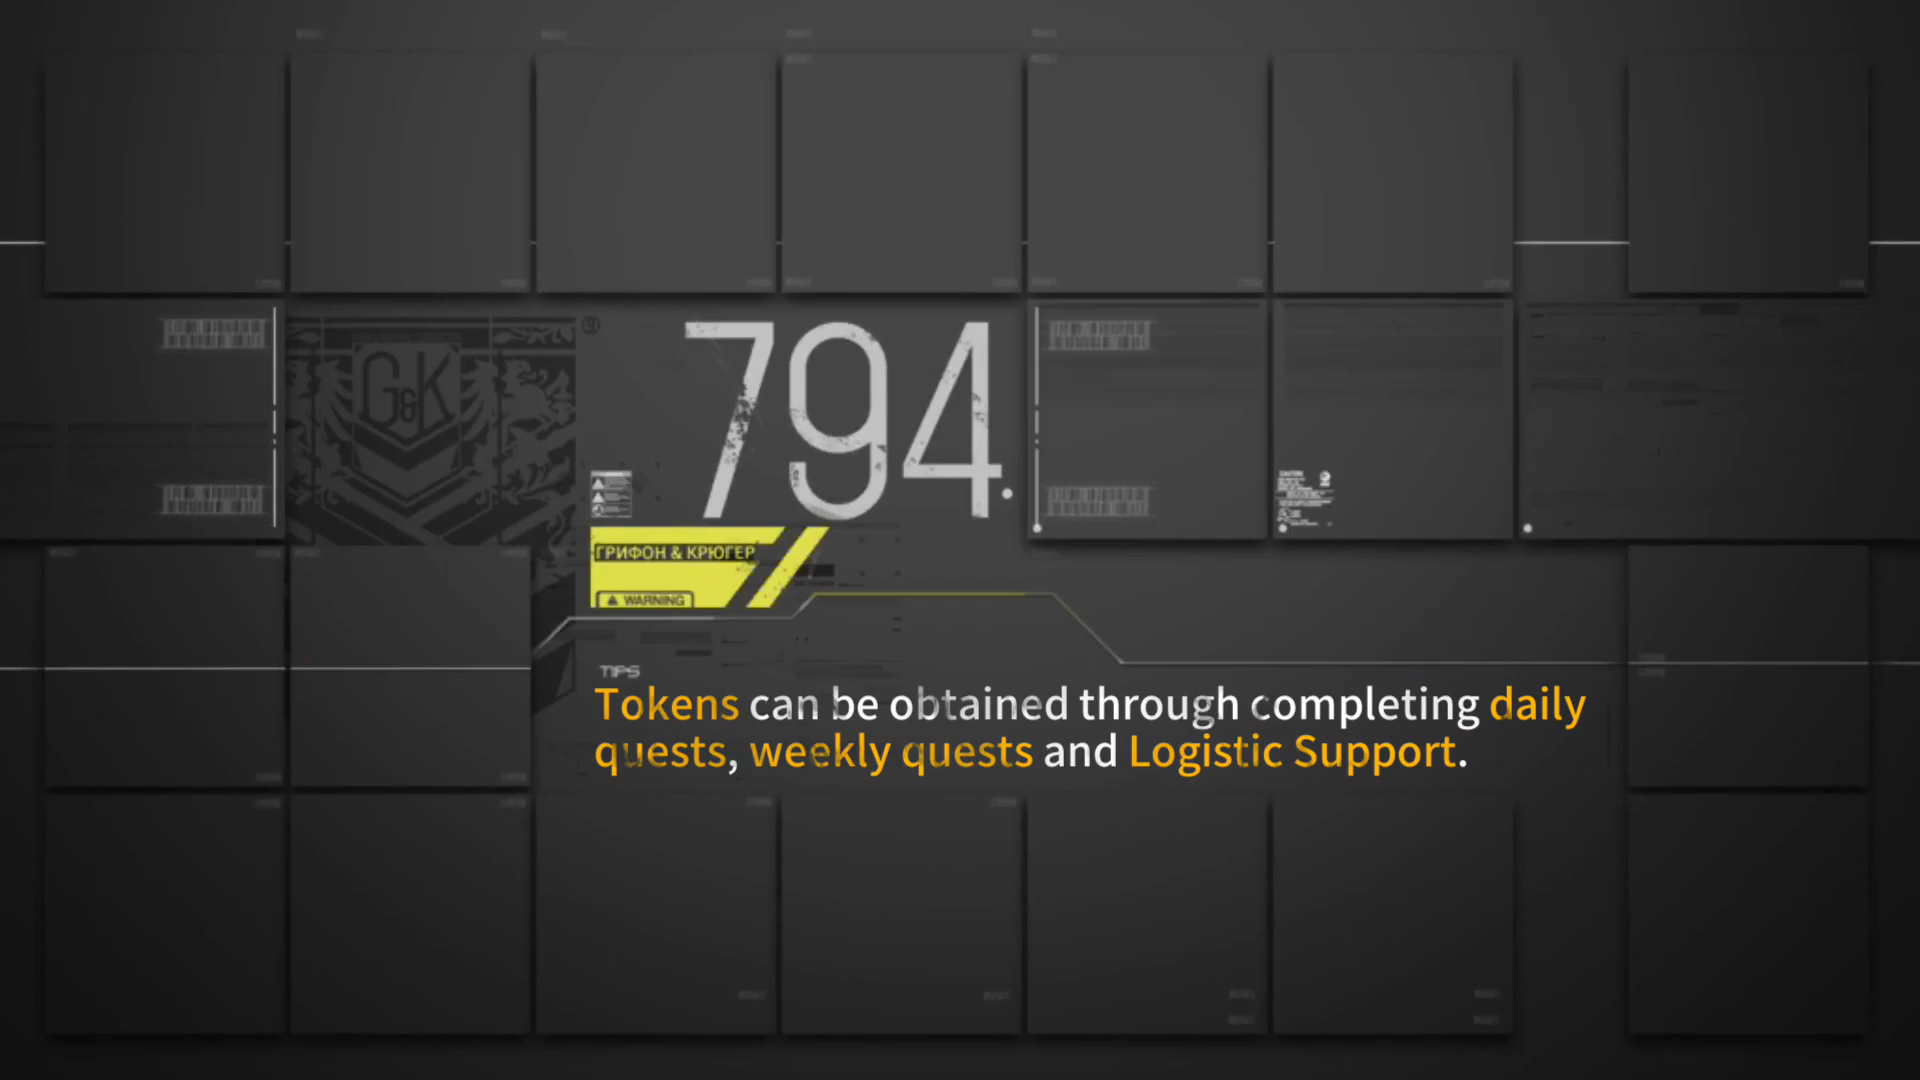 G&K
794.
ГРИФОН & КРЮГЕР
WARNING
TIPS
Tokens can be obtained through completing daily
quests, weekly quests and Logistic Support.